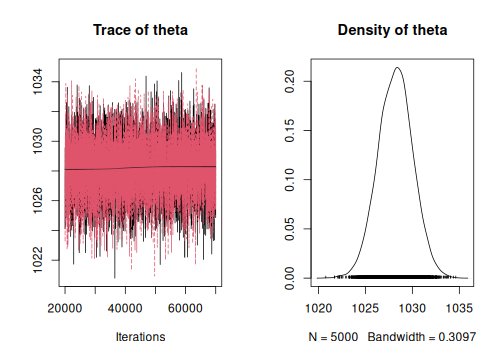 Trace of theta
1022 1026 1030 1034
20000 40000 60000
Iterations
Density of theta
0.00 0.05 0.10 0.15 0.20
1020 1025 1030 1035
N = 5000 Bandwidth = 0.3097